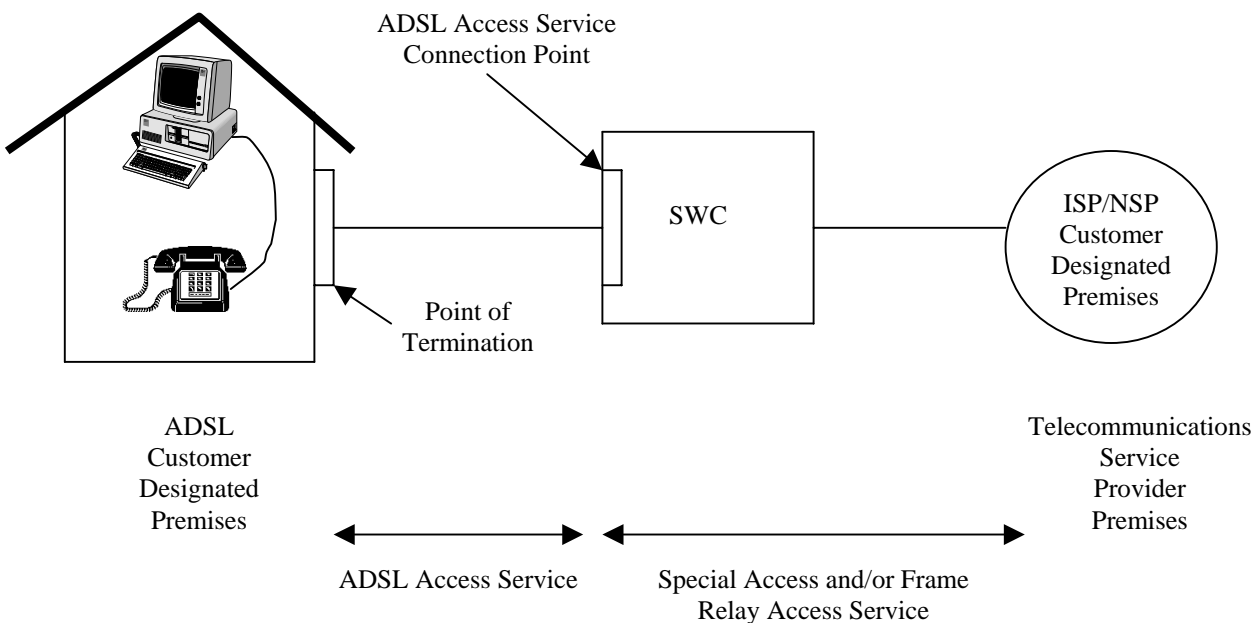 ADSL Access Service
Connection Point
SWC
ISP/NSP
Customer
Designated
Premises
Point of
Termination
ADSL
Customer
Designated
Premises
Telecommunications
Service
Provider
Premises
ADSL Access Service
Special Access and/or Frame
Relay Access Service